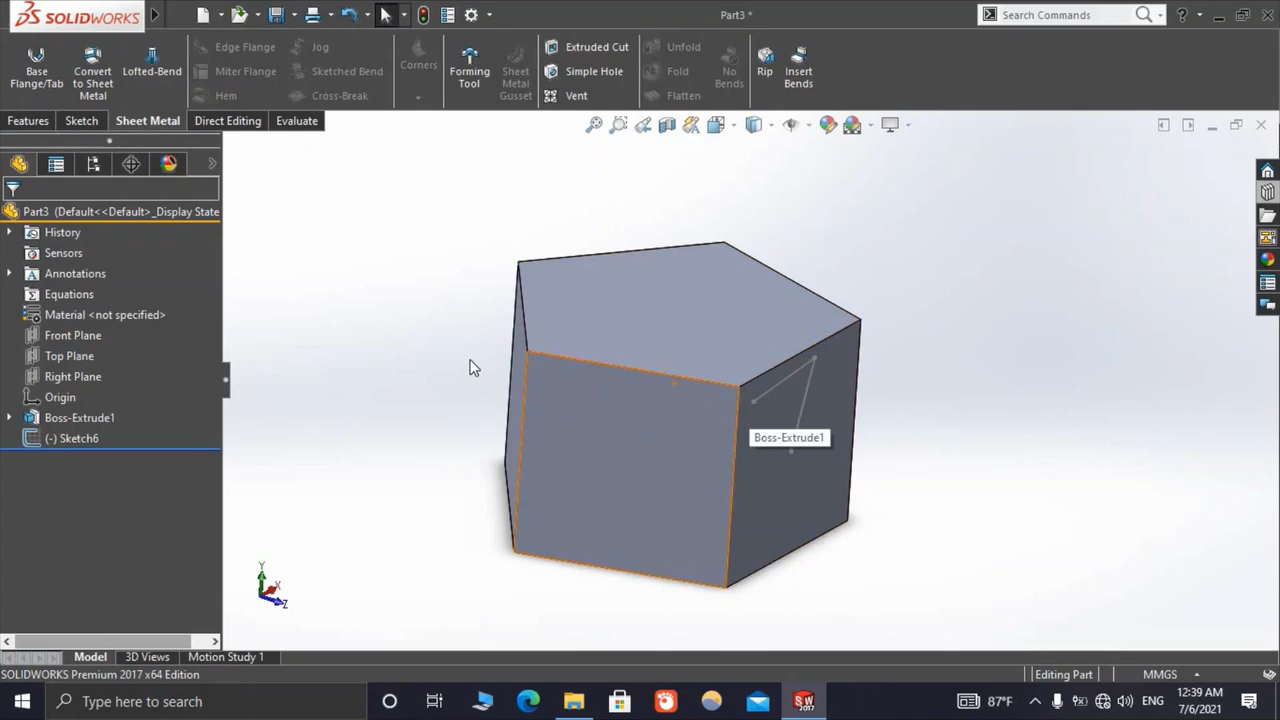 SOLIDWORKS
Part3 *
Search Commands
?
Base Flange/Tab
Convert to Sheet Metal
Lofted-Bend
Edge Flange
Miter Flange
Hem
Jog
Sketched Bend
Cross-Break
Corners
Forming Tool
Sheet Metal Gusset
Extruded Cut
Simple Hole
Vent
Unfold
Fold
Flatten
No Bends
Rip
Insert Bends
Features
Sketch
Sheet Metal
Direct Editing
Evaluate
Part3 (Default<<Default>_Display State
History
Sensors
Annotations
Equations
Material <not specified>
Front Plane
Top Plane
Right Plane
Origin
Boss-Extrude1
(-) Sketch6
Boss-Extrude1
Y
X
Z
Model
3D Views
Motion Study 1
SOLIDWORKS Premium 2017 x64 Edition
Editing Part
MMGS
Type here to search
SW
2017
87°F
ENG
12:39 AM
7/6/2021